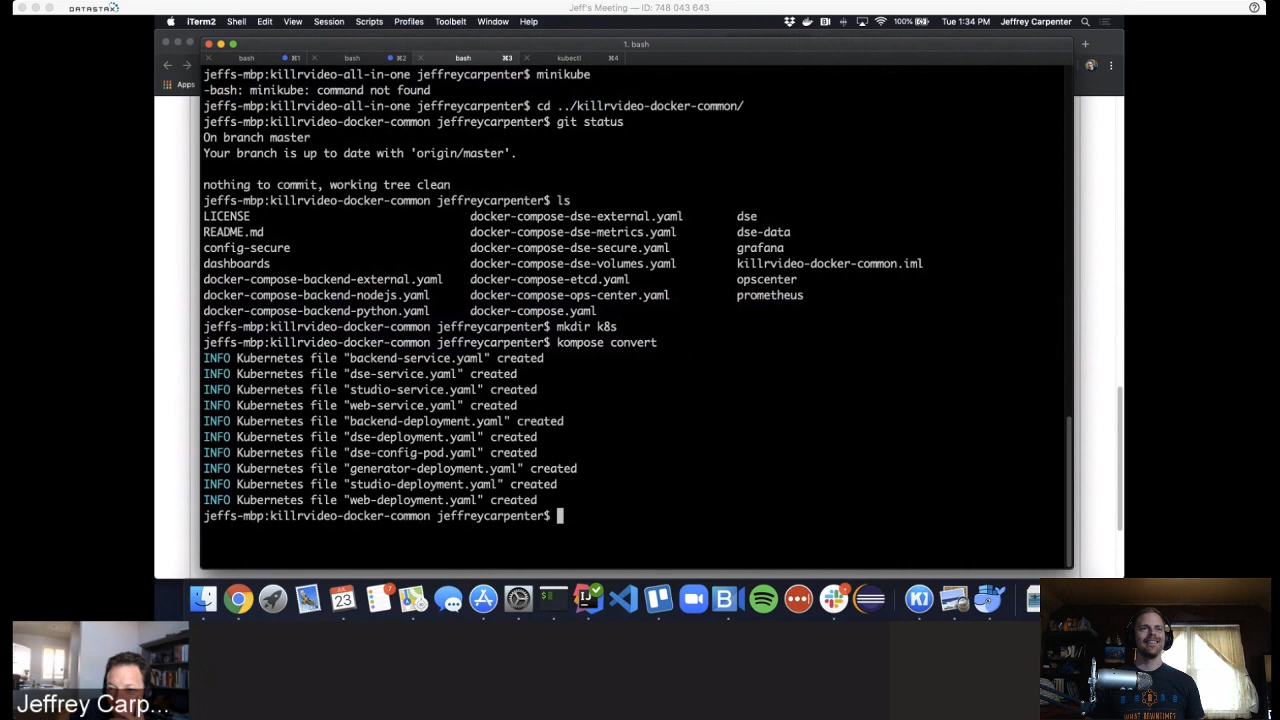 DATASTAX
Jeff's Meeting — ID: 748 043 643
iTerm2 Shell Edit View Session Scripts Profiles Toolbelt Window Help
100% Tue 1:34 PM Jeffrey Carpenter
1. bash
bash ⌘1 bash ⌘2 bash ⌘3 kubectl ⌘4
Apps
jeffs-mbp:killrvideo-all-in-one jeffreycarpenter$ minikube
-bash: minikube: command not found
jeffs-mbp:killrvideo-all-in-one jeffreycarpenter$ cd ../killrvideo-docker-common/
jeffs-mbp:killrvideo-docker-common jeffreycarpenter$ git status
On branch master
Your branch is up to date with 'origin/master'.
nothing to commit, working tree clean
jeffs-mbp:killrvideo-docker-common jeffreycarpenter$ ls
LICENSE docker-compose-dse-external.yaml dse
README.md docker-compose-dse-metrics.yaml dse-data
config-secure docker-compose-dse-secure.yaml grafana
dashboards docker-compose-dse-volumes.yaml killrvideo-docker-common.iml
docker-compose-backend-external.yaml docker-compose-etcd.yaml opscenter
docker-compose-backend-nodejs.yaml docker-compose-ops-center.yaml prometheus
docker-compose-backend-python.yaml docker-compose.yaml
jeffs-mbp:killrvideo-docker-common jeffreycarpenter$ mkdir k8s
jeffs-mbp:killrvideo-docker-common jeffreycarpenter$ kompose convert
INFO Kubernetes file "backend-service.yaml" created
INFO Kubernetes file "dse-service.yaml" created
INFO Kubernetes file "studio-service.yaml" created
INFO Kubernetes file "web-service.yaml" created
INFO Kubernetes file "backend-deployment.yaml" created
INFO Kubernetes file "dse-deployment.yaml" created
INFO Kubernetes file "dse-config-pod.yaml" created
INFO Kubernetes file "generator-deployment.yaml" created
INFO Kubernetes file "studio-deployment.yaml" created
INFO Kubernetes file "web-deployment.yaml" created
jeffs-mbp:killrvideo-docker-common jeffreycarpenter$
23
7
Jeffrey Carp...
WHAT DOWNTIME?